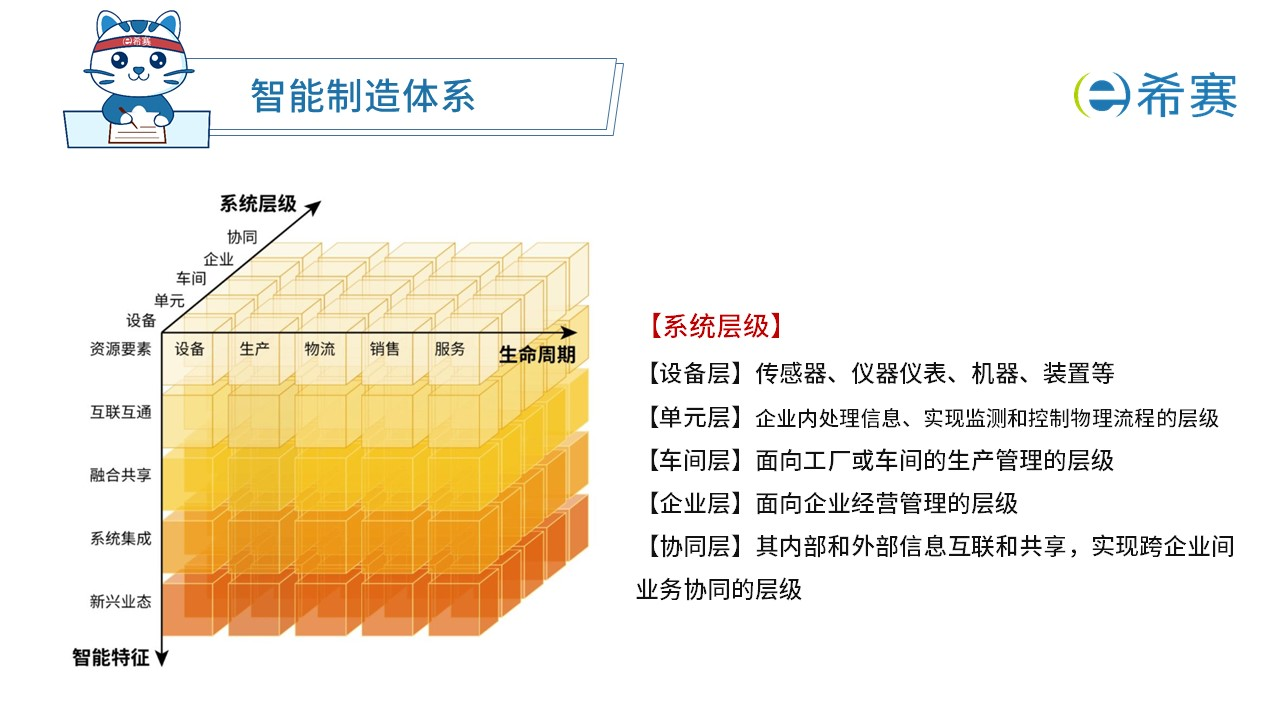 希赛
智能制造体系
希赛
系统层级
协同
企业
车间
单元
设备
资源要素
设备
生产
物流
销售
服务
生命周期
互联互通
融合共享
系统集成
新兴业态
智能特征
【系统层级】
【设备层】传感器、仪器仪表、机器、装置等
【单元层】企业内处理信息、实现监测和控制物理流程的层级
【车间层】面向工厂或车间的生产管理的层级
【企业层】面向企业经营管理的层级
【协同层】其内部和外部信息互联和共享，实现跨企业间
业务协同的层级